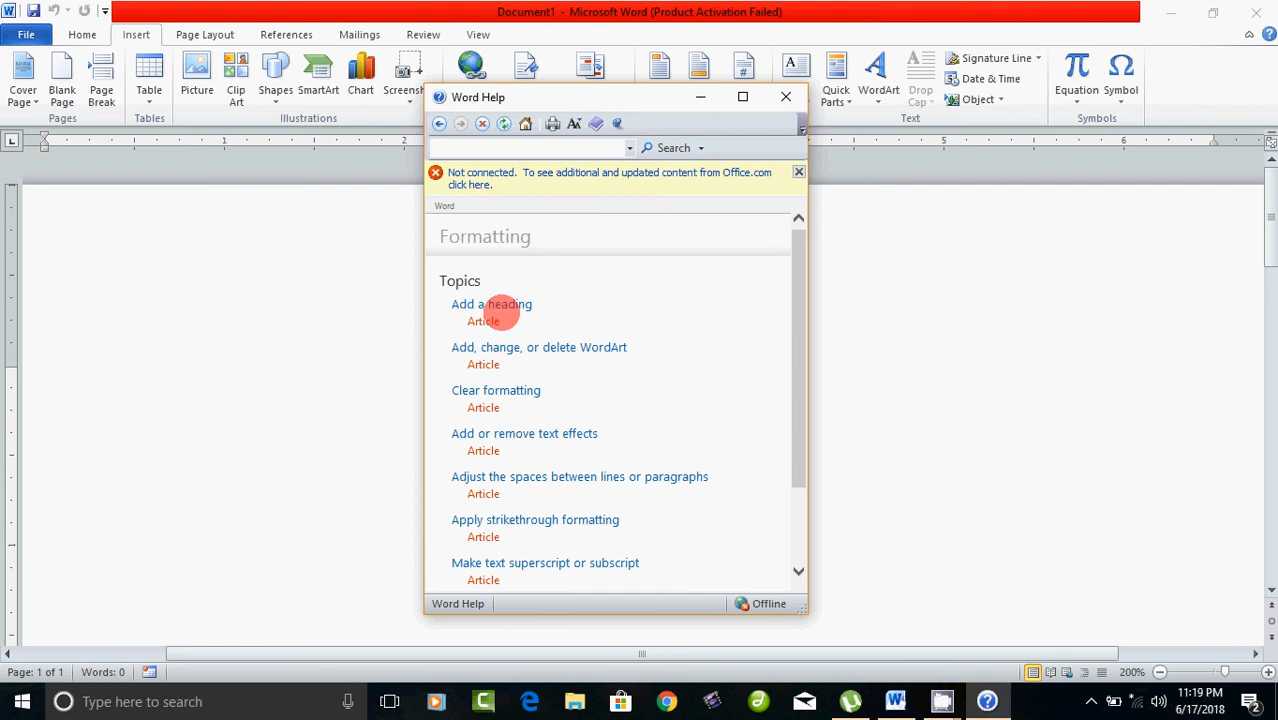 Document1 - Microsoft Word (Product Activation Failed)
File Home Insert Page Layout References Mailings Review View
Cover Page
Blank Page
Page Break
Table
Picture
Clip Art
Shapes
SmartArt
Chart
Screensh
Quick Parts
WordArt
Drop Cap
Signature Line
Date & Time
Object
Equation
Symbol
Pages Tables Illustrations Text Symbols
1 2 5 6
Word Help
Search
Not connected. To see additional and updated content from Office.com
click here.
Word
Formatting
Topics
Add a heading
Article
Add, change, or delete WordArt
Article
Clear formatting
Article
Add or remove text effects
Article
Adjust the spaces between lines or paragraphs
Article
Apply strikethrough formatting
Article
Make text superscript or subscript
Article
Word Help Offline
Page: 1 of 1 Words: 0 200%
Type here to search
11:19 PM
6/17/2018
2